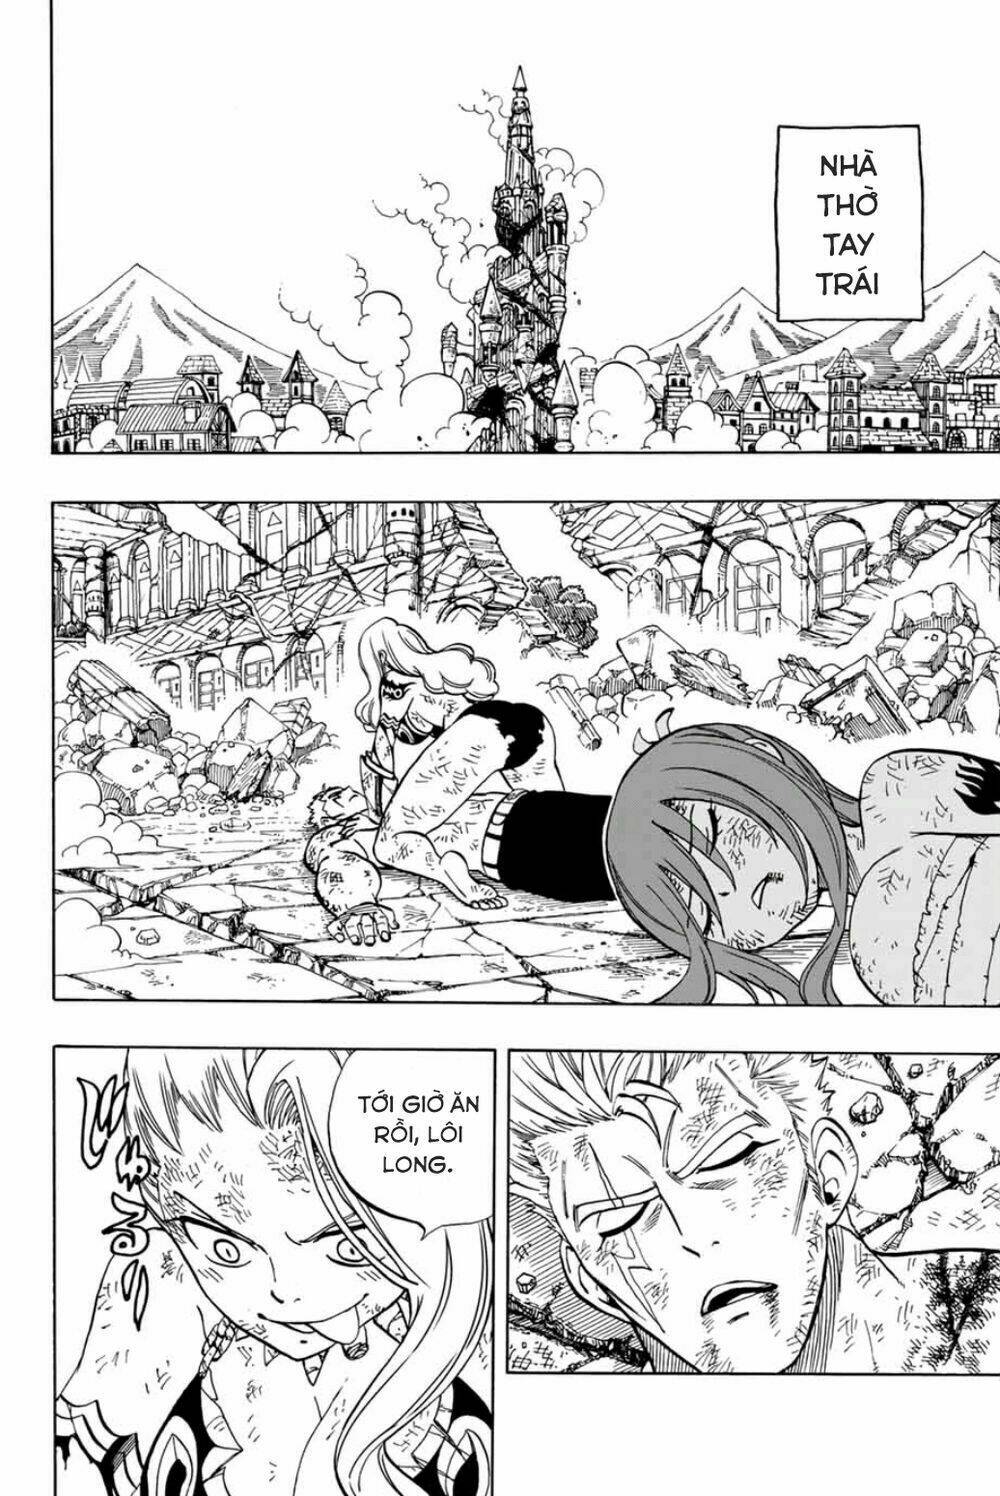 NHÀ
THỜ
TAY
TRÁI
TỚI GIỜ ĂN
RỒI, LÔI
LONG.